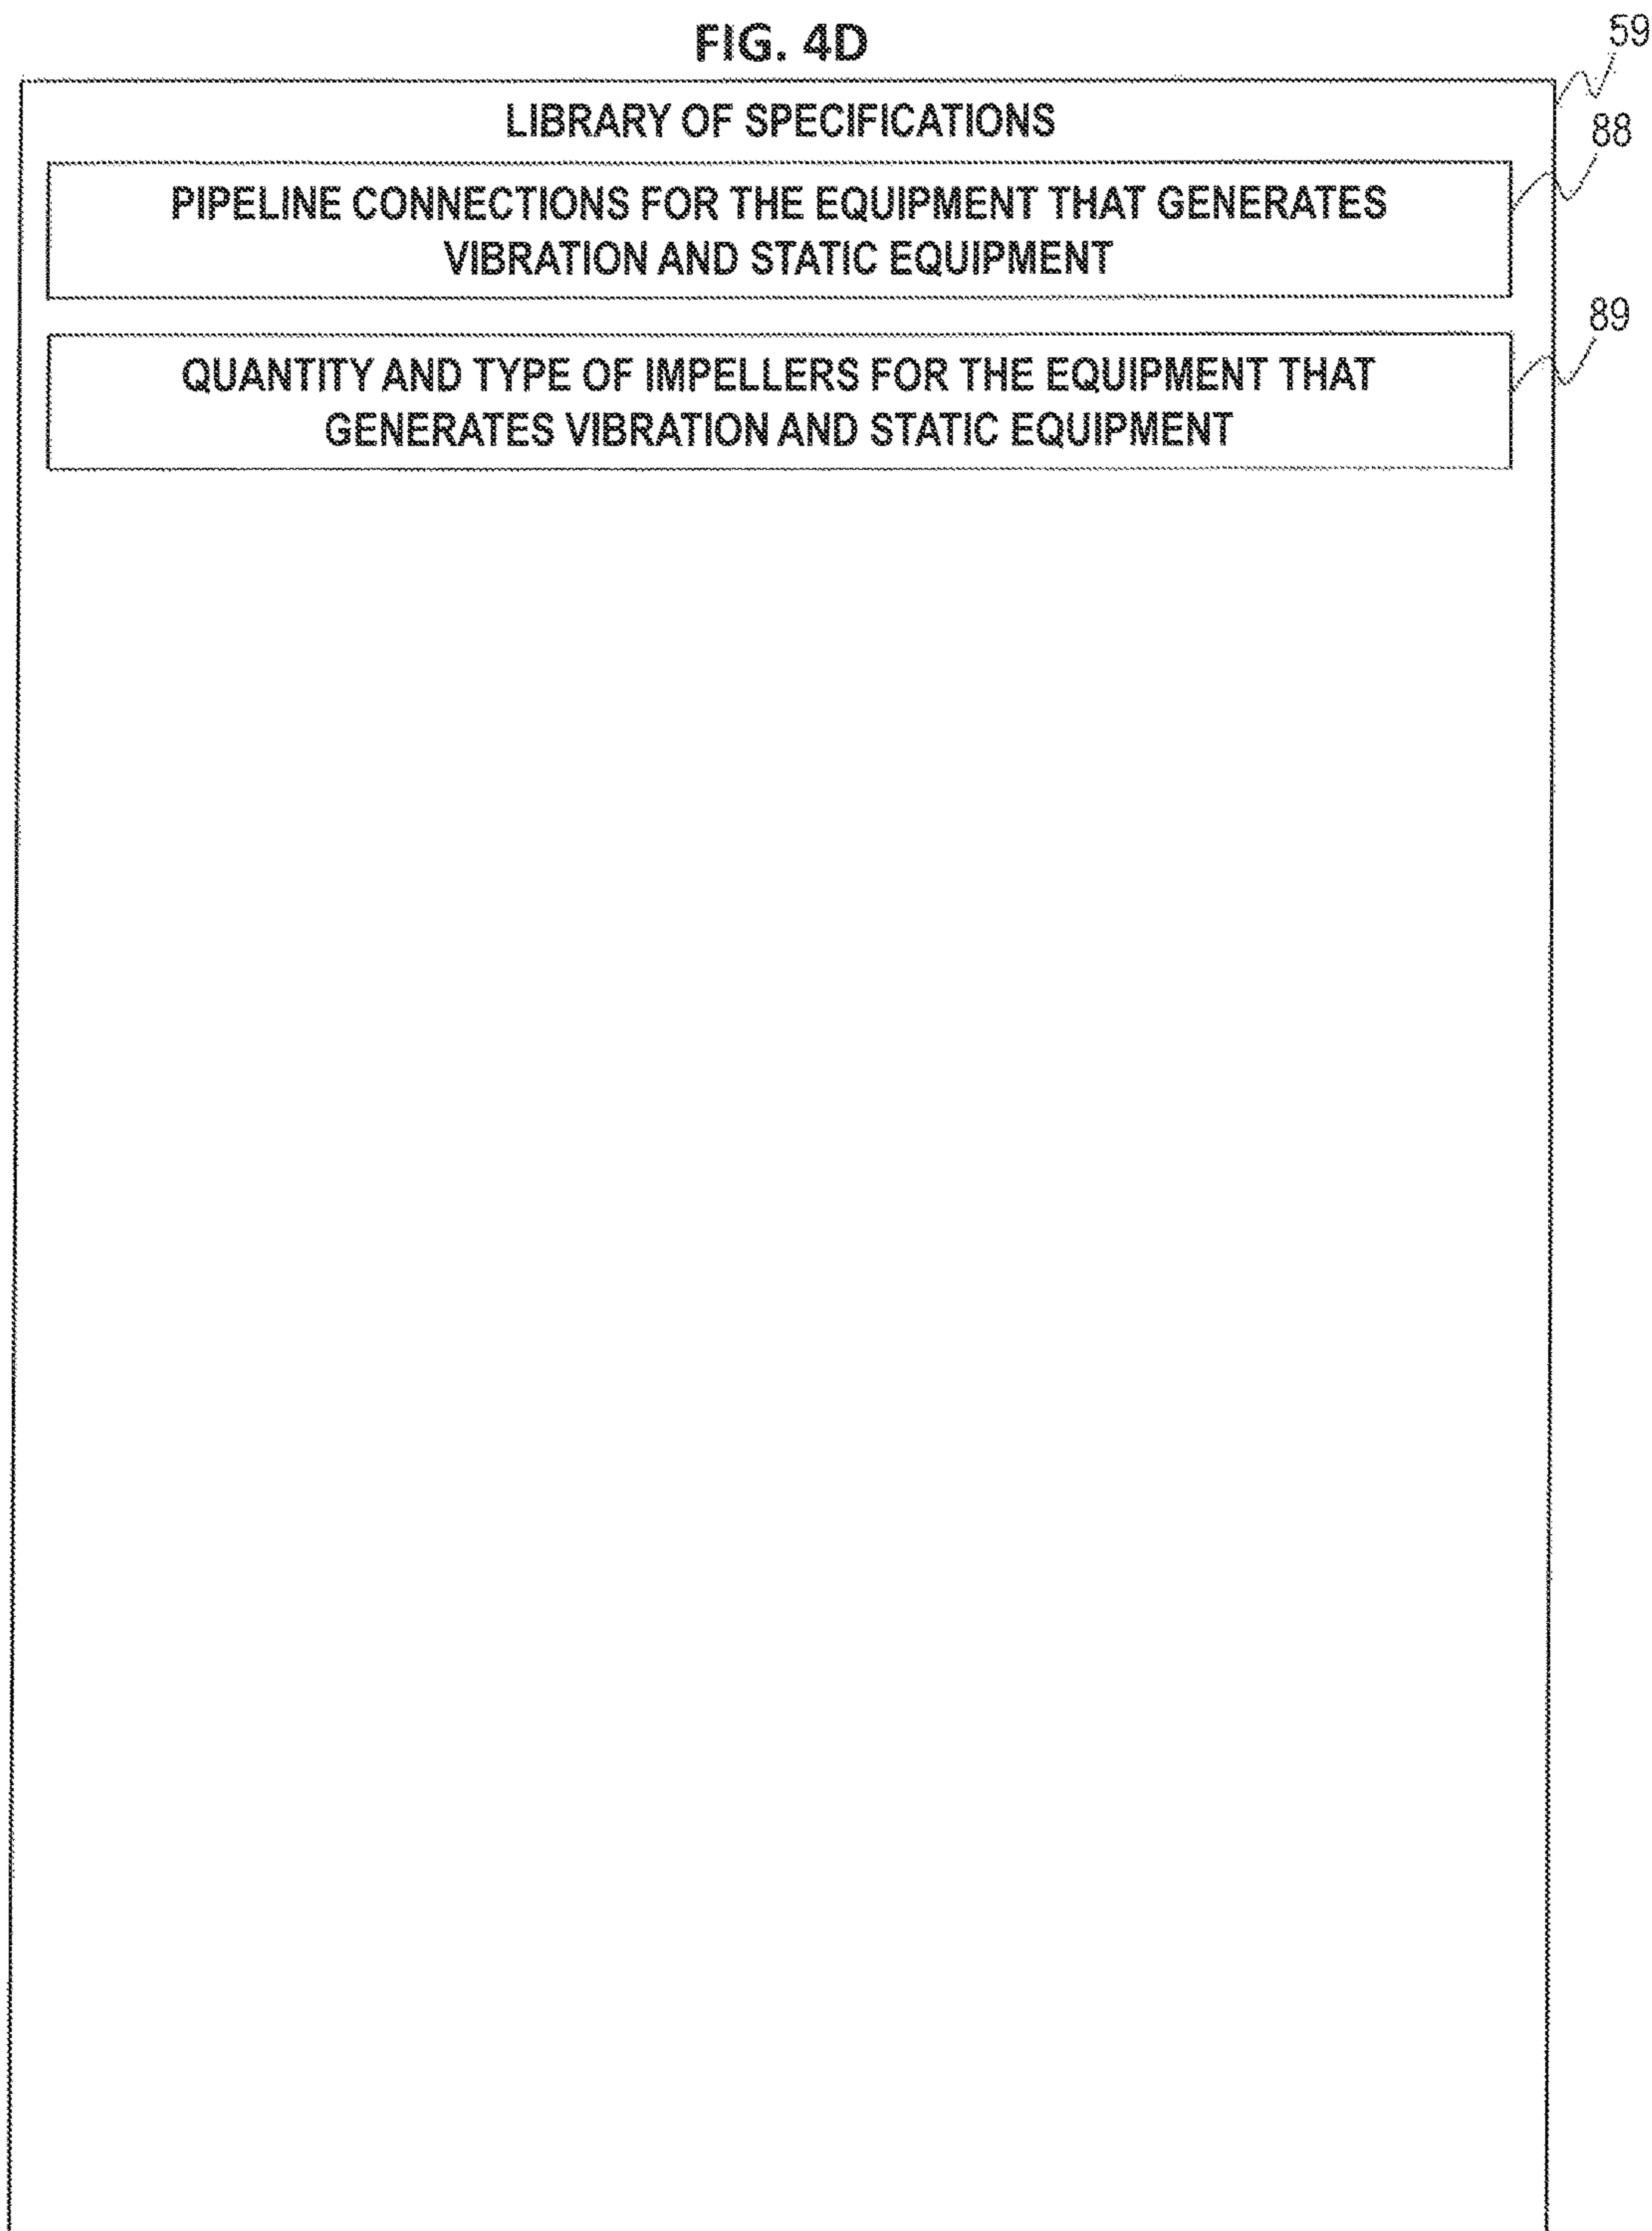 FIG. 4D
59
LIBRARY OF SPECIFICATIONS
88
PIPELINE CONNECTIONS FOR THE EQUIPMENT THAT GENERATES
VIBRATION AND STATIC EQUIPMENT
89
QUANTITY AND TYPE OF IMPELLERS FOR THE EQUIPMENT THAT
GENERATES VIBRATION AND STATIC EQUIPMENT